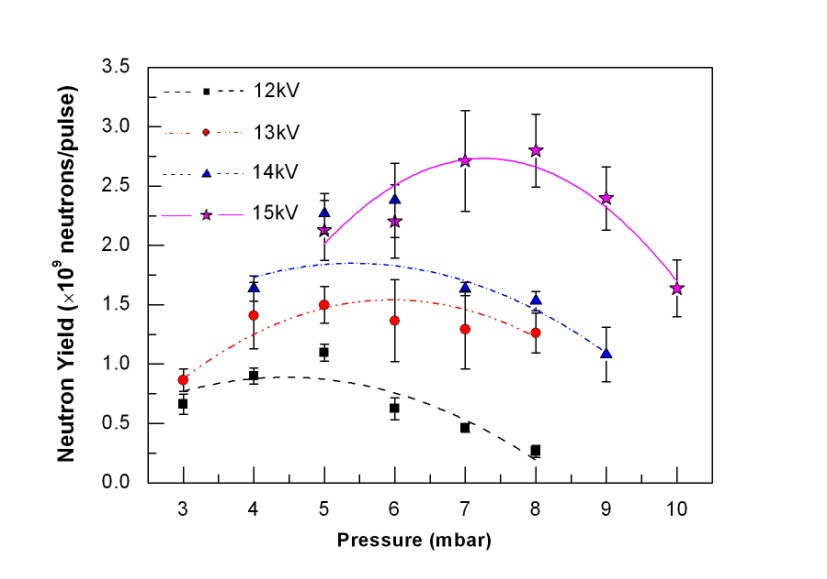 3.5
3.0
2.5
2.0
1.5
1.0
0.5
0.0
Neutron Yield (×10⁹ neutrons/pulse)
12kV
13kV
14kV
15kV
3 4 5 6 7 8 9 10
Pressure (mbar)